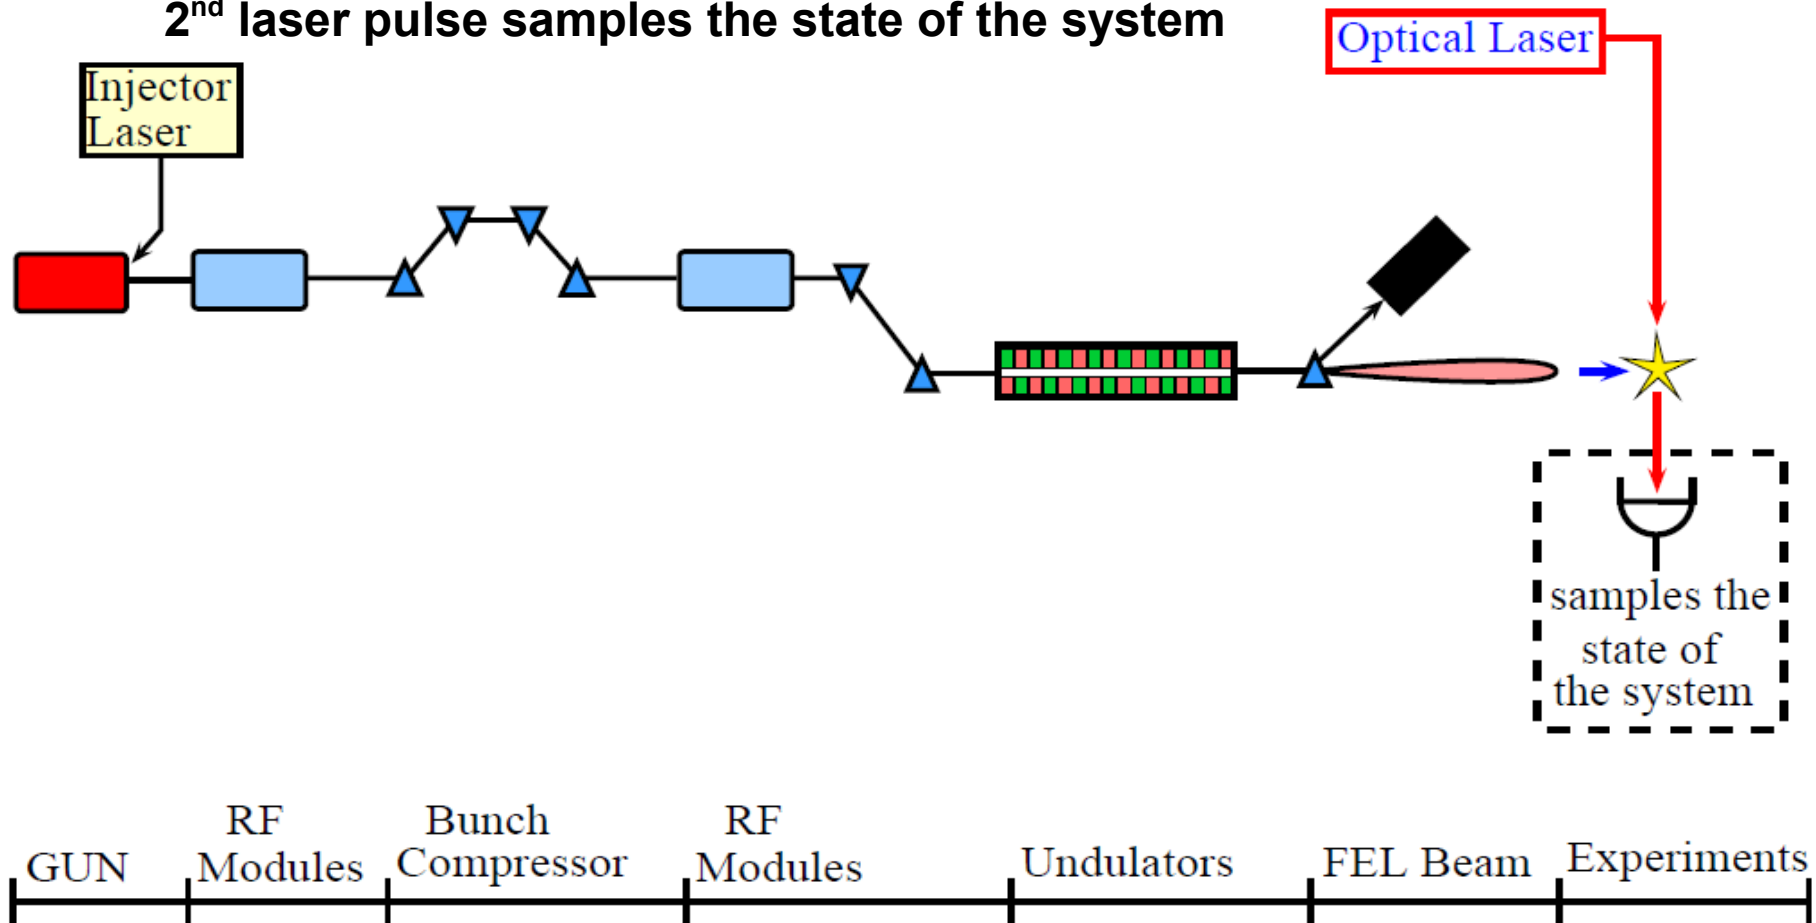 2nd laser pulse samples the state of the system
Optical Laser
Injector
Laser
samples the
state of
the system
GUN
RF
Modules
Bunch
Compressor
RF
Modules
Undulators
FEL Beam
Experiments